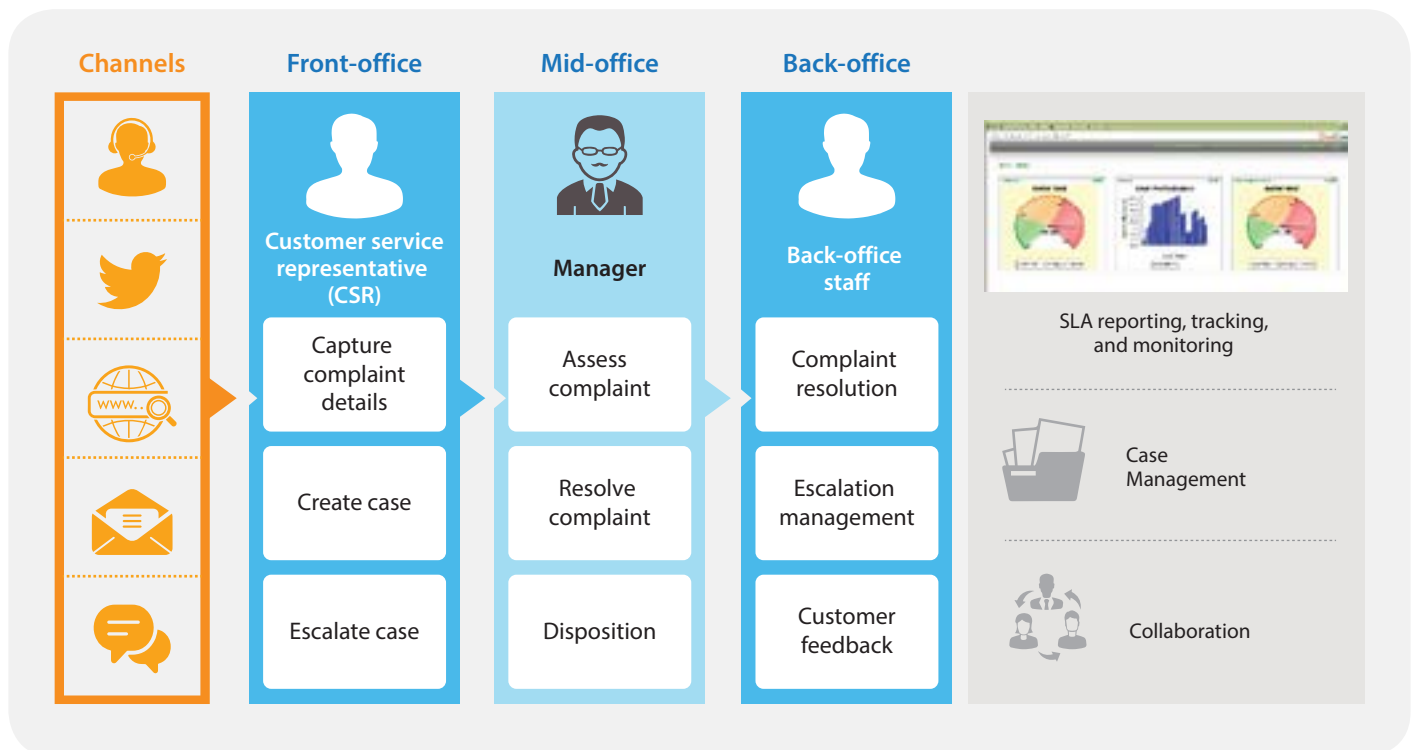 Channels
Front-office
Mid-office
Back-office
www..
Customer service
representative
(CSR)
Capture
complaint
details
Create case
Escalate case
Manager
Assess
complaint
Resolve
complaint
Disposition
Back-office
staff
Complaint
resolution
Escalation
management
Customer
feedback
SLA reporting, tracking,
and monitoring
Case
Management
Collaboration